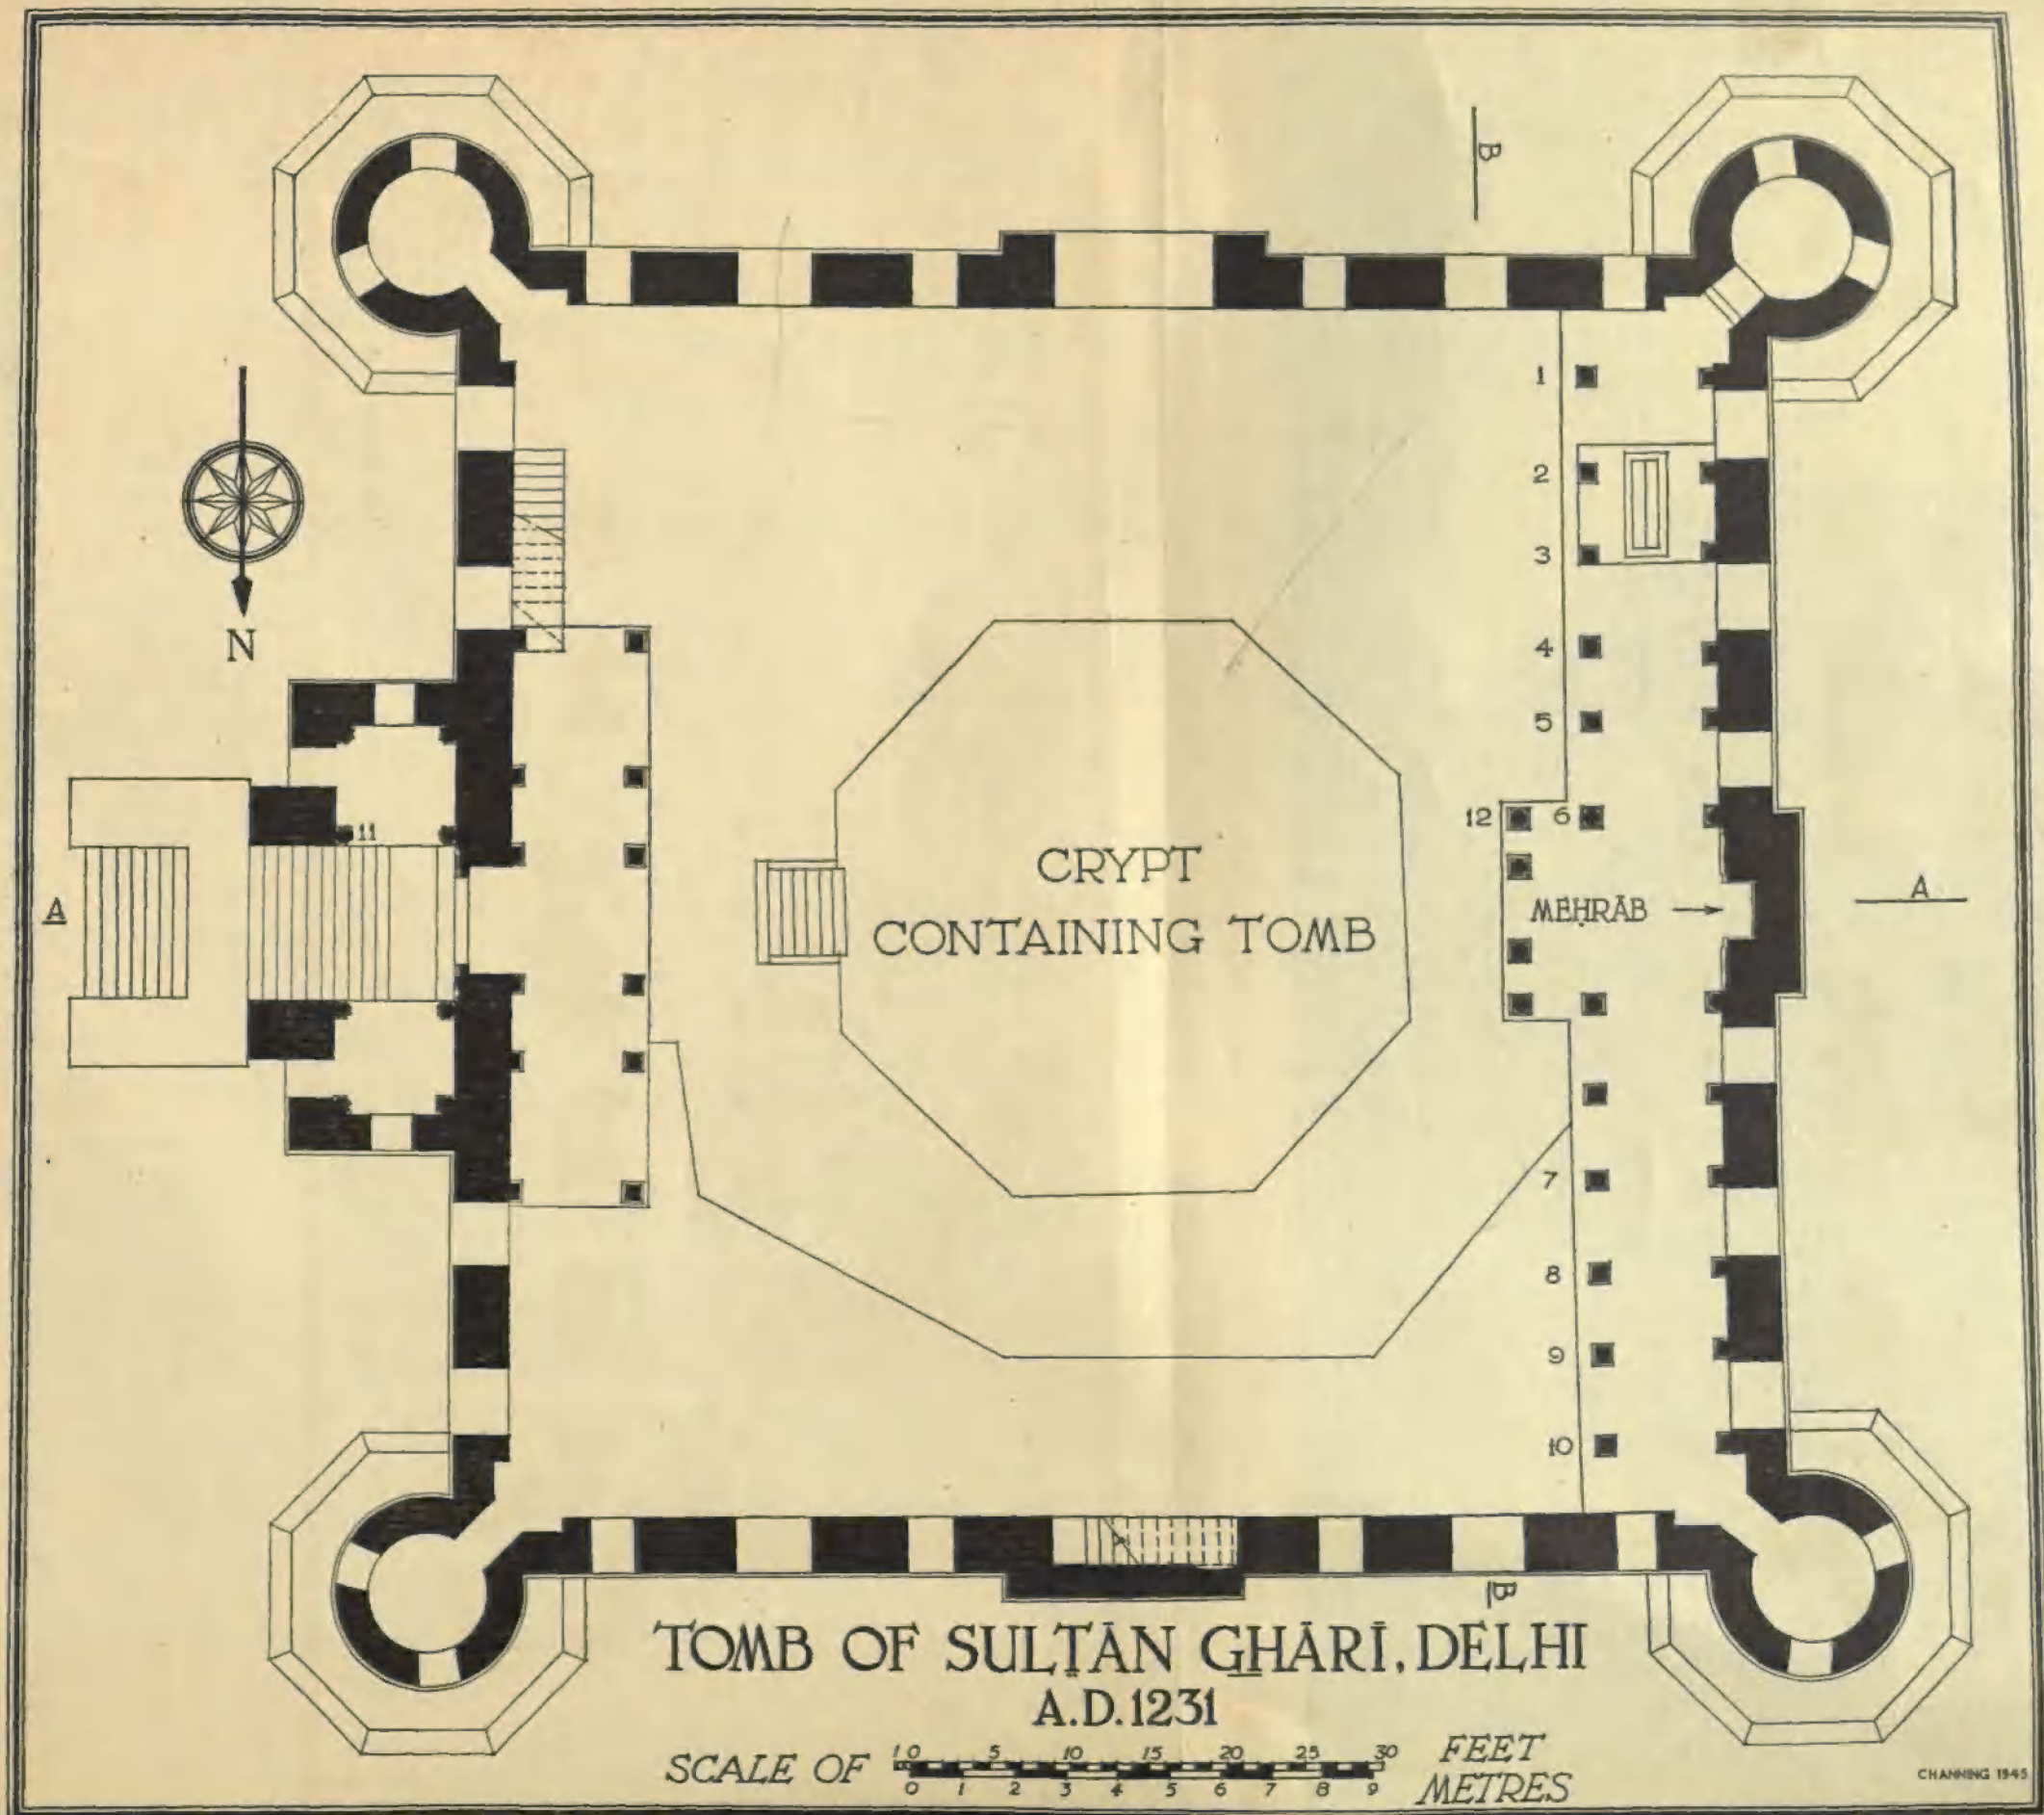 B
1
2
3
N
4
5
12 6
11
CRYPT
A
A
MEHRĀB
CONTAINING TOMB
7
8
9
10
B
TOMB OF SULṬĀN GHĀRĪ, DELHI
A.D. 1231
1 0 5 10 15 20 25 30 FEET
SCALE OF
0 1 2 3 4 5 6 7 8 9 METRES
CHANNING 1945